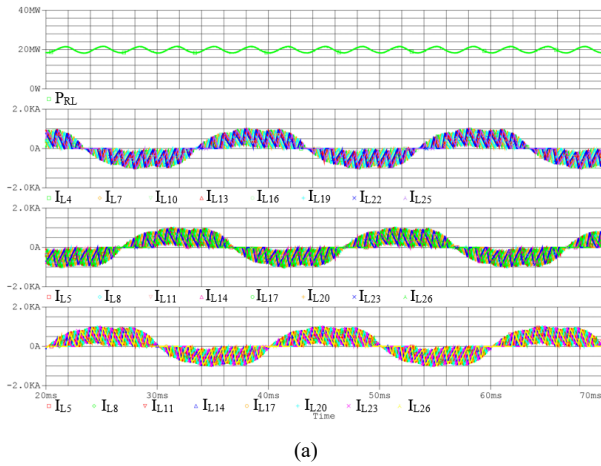 40MW
20MW
0W
P_RL
2.0KA
0A
-2.0KA
I_L4 I_L7 I_L10 I_L13 I_L16 I_L19 I_L22 I_L25
2.0KA
0A
-2.0KA
I_L5 I_L8 I_L11 I_L14 I_L17 I_L20 I_L23 I_L26
2.0KA
0A
-2.0KA
20ms 30ms 40ms 50ms 60ms 70ms
I_L5 I_L8 I_L11 I_L14 I_L17 I_L20 I_L23 I_L26
Time
(a)